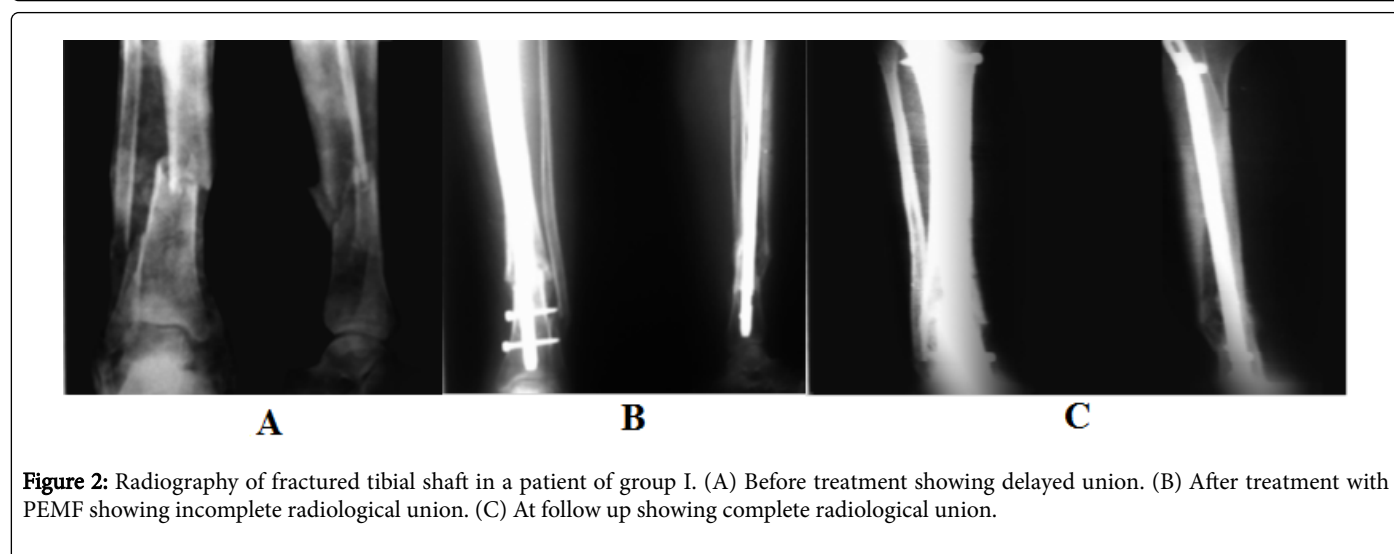 A
B
C
Figure 2: Radiography of fractured tibial shaft in a patient of group I. (A) Before treatment showing delayed union. (B) After treatment with
PEMF showing incomplete radiological union. (C) At follow up showing complete radiological union.